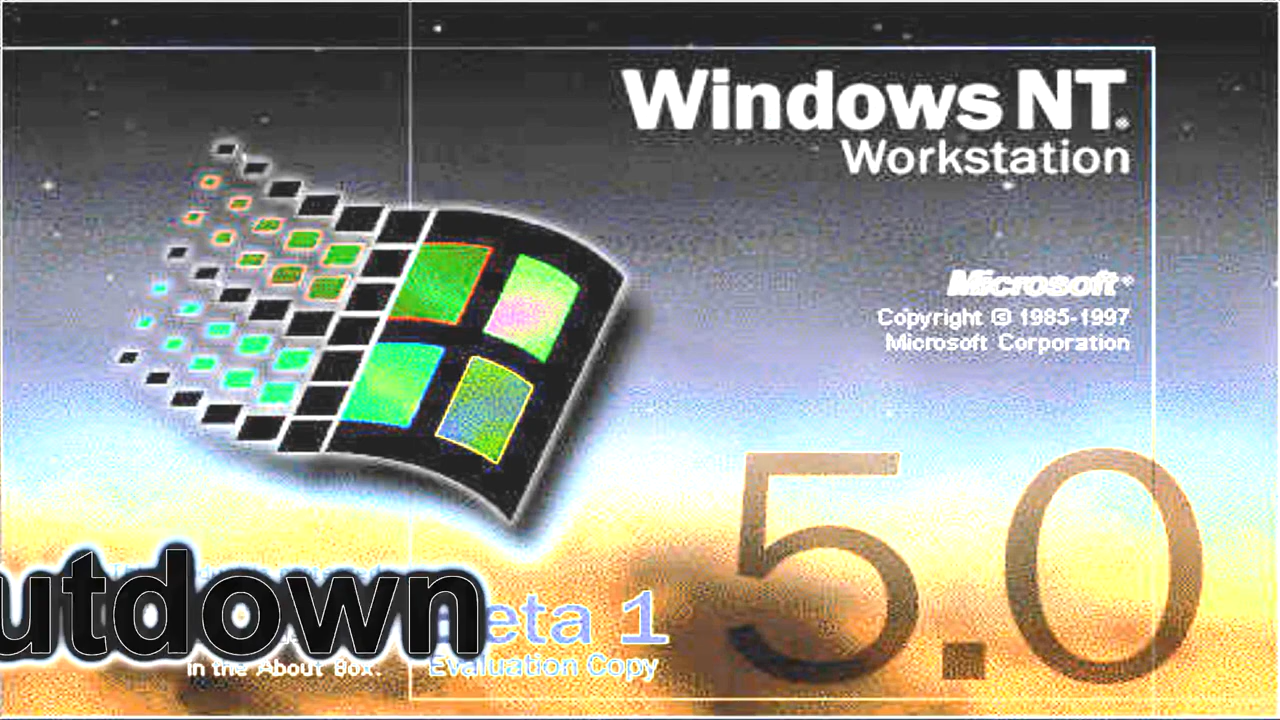 Windows NT®
Workstation
Microsoft®
Copyright © 1985-1997
Microsoft Corporation
5.0
utdown
eta 1
in the About Box.
Evaluation Copy